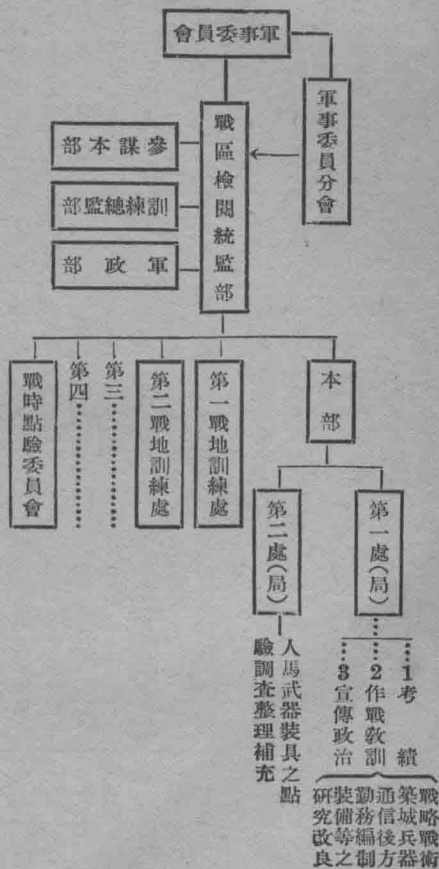 軍事委員會
軍事委員分會
戰區檢閱統監部
參謀本部
訓練總監部
軍政部
本部
第一戰地訓練處
第二戰地訓練處
第三………
第四………
戰時點驗委員會
第一處(局)
第二處(局)
1考績
2作戰教訓
3宣傳政治
戰略戰術
築城兵器
通信後方
勤務編制
裝備等之
研究改良
人馬武器裝具之點
驗調查整理補充